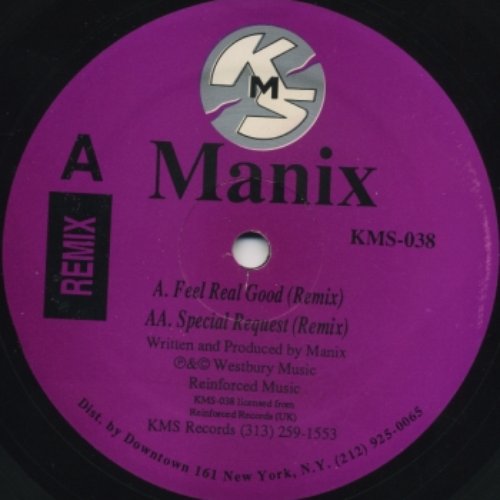 KMS
A
Manix
KMS-038
REMIX
A. Feel Real Good (Remix)
AA. Special Request (Remix)
Written and Produced by Manix
℗&© Westbury Music
Reinforced Music
KMS-038 licensed from
Reinforced Records (UK)
KMS Records (313) 259-1553
Dist. by Downtown 161 New York, N.Y. (212) 925-0065